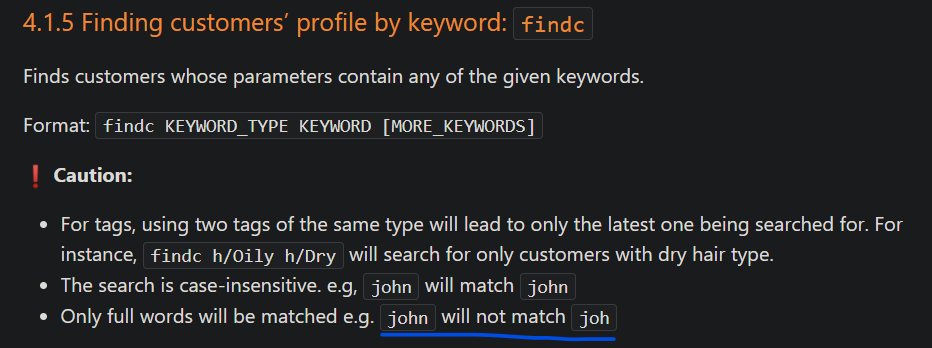 4.1.5 Finding customers’ profile by keyword: findc
Finds customers whose parameters contain any of the given keywords.
Format: findc KEYWORD_TYPE KEYWORD [MORE_KEYWORDS]
❗ Caution:
• For tags, using two tags of the same type will lead to only the latest one being searched for. For
instance, findc h/Oily h/Dry will search for only customers with dry hair type.
• The search is case-insensitive. e.g, john will match john
• Only full words will be matched e.g. john will not match joh